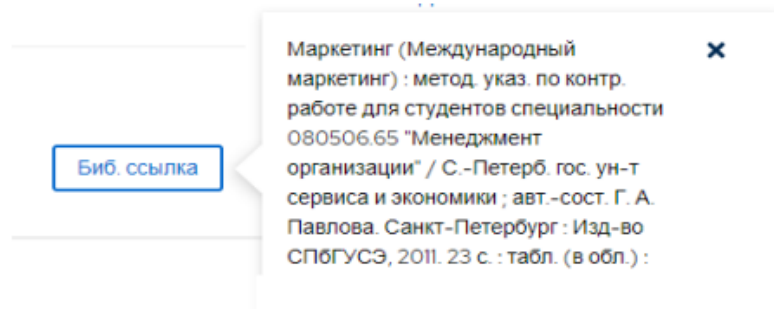 Биб. ссылка
Маркетинг (Международный
маркетинг) : метод. указ. по контр.
работе для студентов специальности
080506.65 "Менеджмент
организации" / С.-Петерб. гос. ун-т
сервиса и экономики ; авт.-сост. Г. А.
Павлова. Санкт-Петербург : Изд-во
СПбГУСЭ, 2011. 23 с. : табл. (в обл.) :